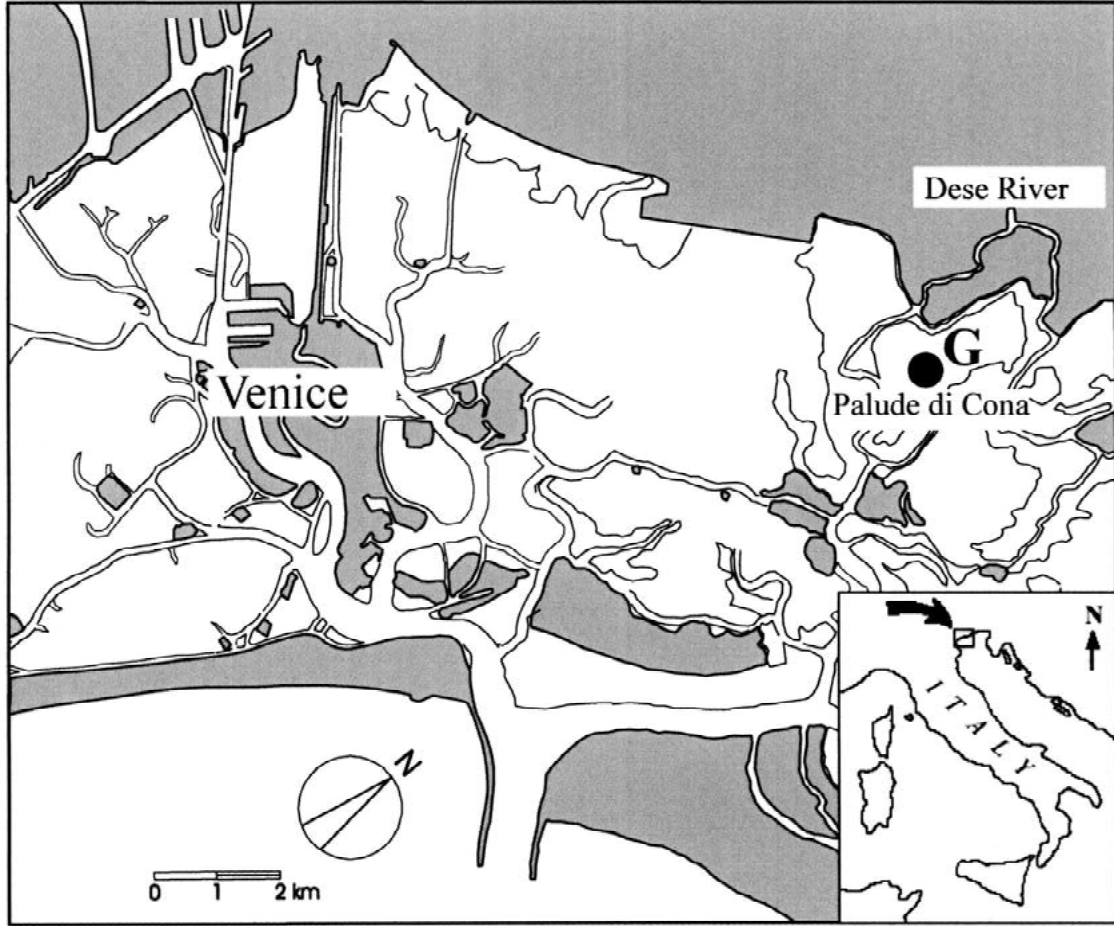 Dese River
G
Palude di Cona
Venice
N
0 1 2 km
N
ITALY